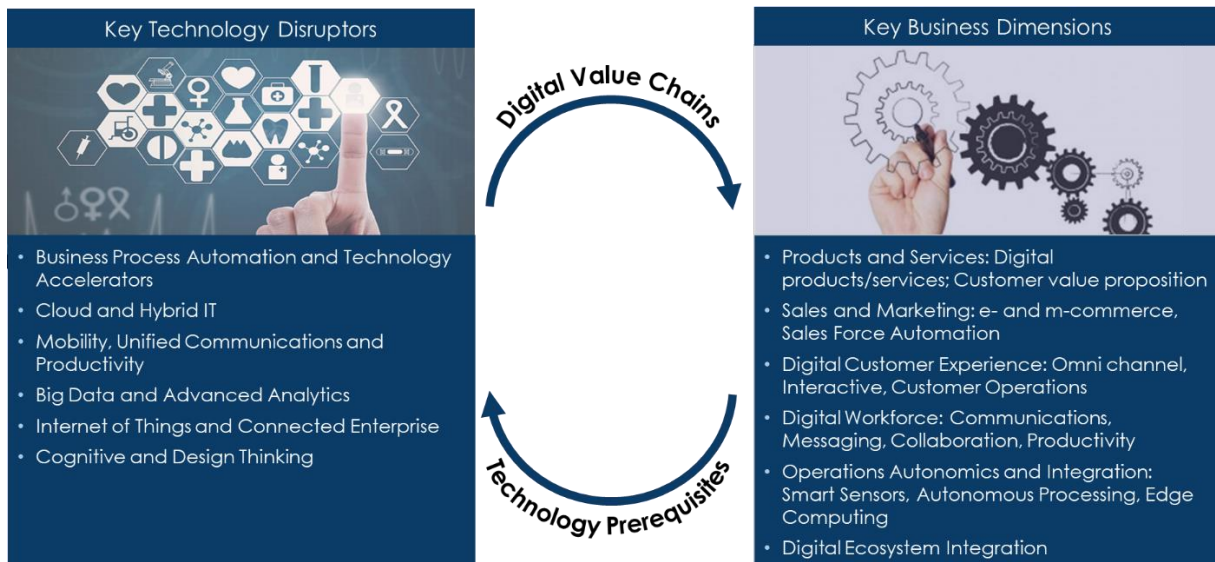 Key Technology Disruptors
• Business Process Automation and Technology
Accelerators
• Cloud and Hybrid IT
• Mobility, Unified Communications and
Productivity
• Big Data and Advanced Analytics
• Internet of Things and Connected Enterprise
• Cognitive and Design Thinking
Digital Value Chains
Technology Prerequisites
Key Business Dimensions
• Products and Services: Digital
products/services; Customer value proposition
• Sales and Marketing: e- and m-commerce,
Sales Force Automation
• Digital Customer Experience: Omni channel,
Interactive, Customer Operations
• Digital Workforce: Communications,
Messaging, Collaboration, Productivity
• Operations Autonomics and Integration:
Smart Sensors, Autonomous Processing, Edge
Computing
• Digital Ecosystem Integration